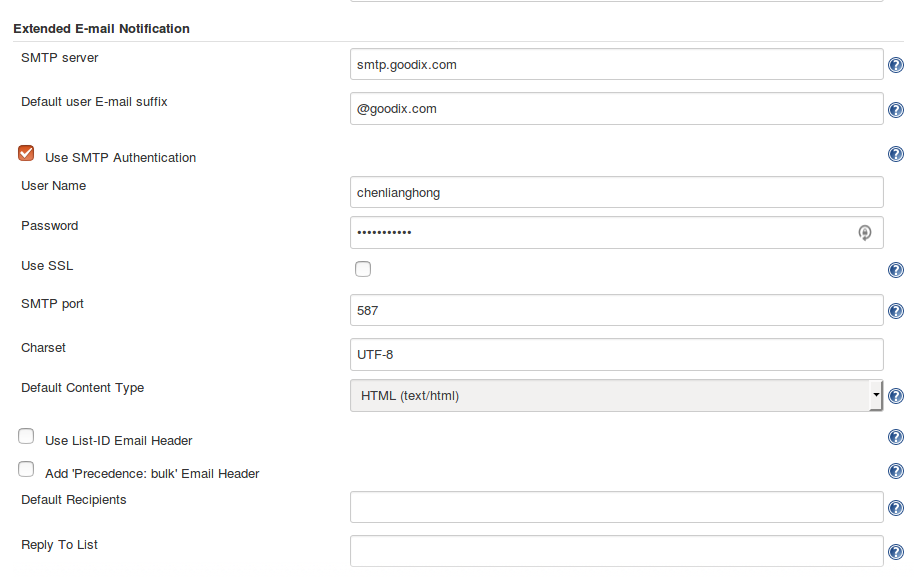 Extended E-mail Notification
SMTP server
smtp.goodix.com
Default user E-mail suffix
@goodix.com
Use SMTP Authentication
User Name
chenlianghong
Password
•••••••••••
Use SSL
SMTP port
587
Charset
UTF-8
Default Content Type
HTML (text/html)
Use List-ID Email Header
Add 'Precedence: bulk' Email Header
Default Recipients
Reply To List